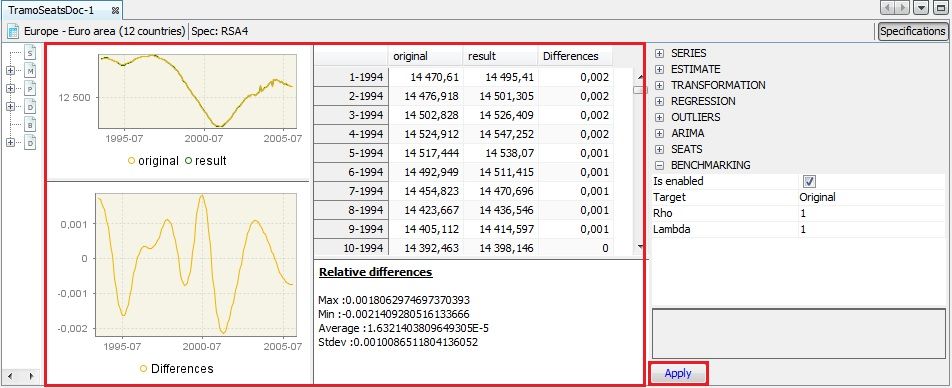 TramoSeatsDoc-1
Europe - Euro area (12 countries) Spec: RSA4 Specifications
S
M
P
D
B
D
12 500
1995-07 2000-07 2005-07
original result
0,001
-0,000
-0,001
-0,002
1995-07 2000-07 2005-07
Differences
original result Differences
1-1994 14 470,61 14 495,41 0,002
2-1994 14 476,918 14 501,305 0,002
3-1994 14 502,828 14 526,409 0,002
4-1994 14 524,912 14 547,252 0,002
5-1994 14 517,444 14 538,07 0,001
6-1994 14 492,949 14 511,415 0,001
7-1994 14 454,823 14 470,696 0,001
8-1994 14 423,667 14 436,546 0,001
9-1994 14 405,112 14 414,597 0,001
10-1994 14 392,463 14 398,146 0
Relative differences
Max :0.0018062974697370393
Min :-0.0021409280516133666
Average :1.6321403809649305E-5
Stdev :0.0010086511804136052
SERIES
ESTIMATE
TRANSFORMATION
REGRESSION
OUTLIERS
ARIMA
SEATS
BENCHMARKING
Is enabled
Target Original
Rho 1
Lambda 1
Apply